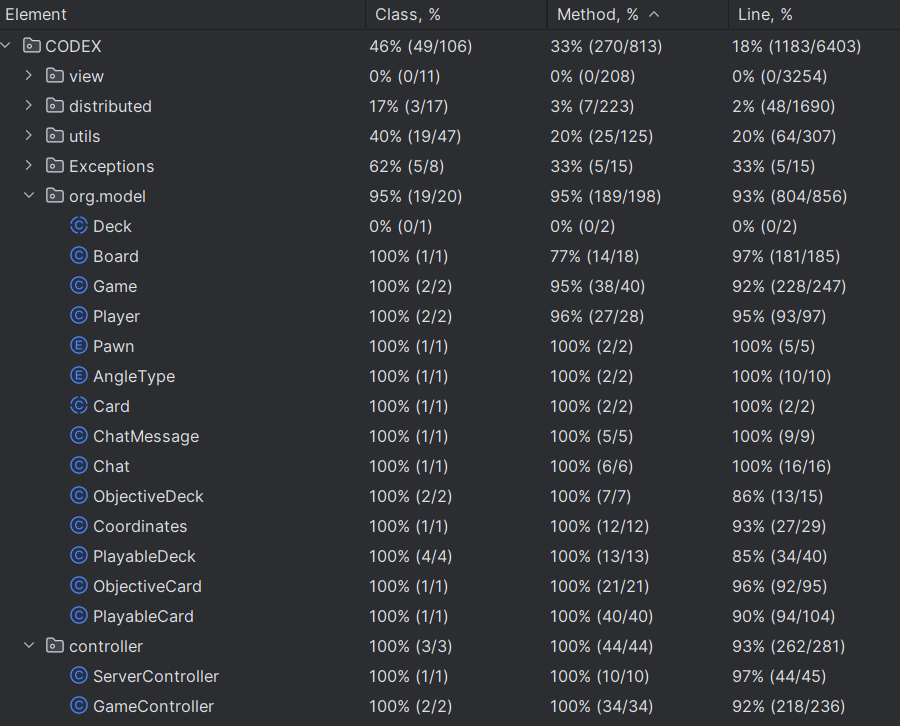 Element Class, % Method, % Line, %
CODEX 46% (49/106) 33% (270/813) 18% (1183/6403)
view 0% (0/11) 0% (0/208) 0% (0/3254)
distributed 17% (3/17) 3% (7/223) 2% (48/1690)
utils 40% (19/47) 20% (25/125) 20% (64/307)
Exceptions 62% (5/8) 33% (5/15) 33% (5/15)
org.model 95% (19/20) 95% (189/198) 93% (804/856)
C Deck 0% (0/1) 0% (0/2) 0% (0/2)
C Board 100% (1/1) 77% (14/18) 97% (181/185)
C Game 100% (2/2) 95% (38/40) 92% (228/247)
C Player 100% (2/2) 96% (27/28) 95% (93/97)
E Pawn 100% (1/1) 100% (2/2) 100% (5/5)
E AngleType 100% (1/1) 100% (2/2) 100% (10/10)
C Card 100% (1/1) 100% (2/2) 100% (2/2)
C ChatMessage 100% (1/1) 100% (5/5) 100% (9/9)
C Chat 100% (1/1) 100% (6/6) 100% (16/16)
C ObjectiveDeck 100% (2/2) 100% (7/7) 86% (13/15)
C Coordinates 100% (1/1) 100% (12/12) 93% (27/29)
C PlayableDeck 100% (4/4) 100% (13/13) 85% (34/40)
C ObjectiveCard 100% (1/1) 100% (21/21) 96% (92/95)
C PlayableCard 100% (1/1) 100% (40/40) 90% (94/104)
controller 100% (3/3) 100% (44/44) 93% (262/281)
C ServerController 100% (1/1) 100% (10/10) 97% (44/45)
C GameController 100% (2/2) 100% (34/34) 92% (218/236)